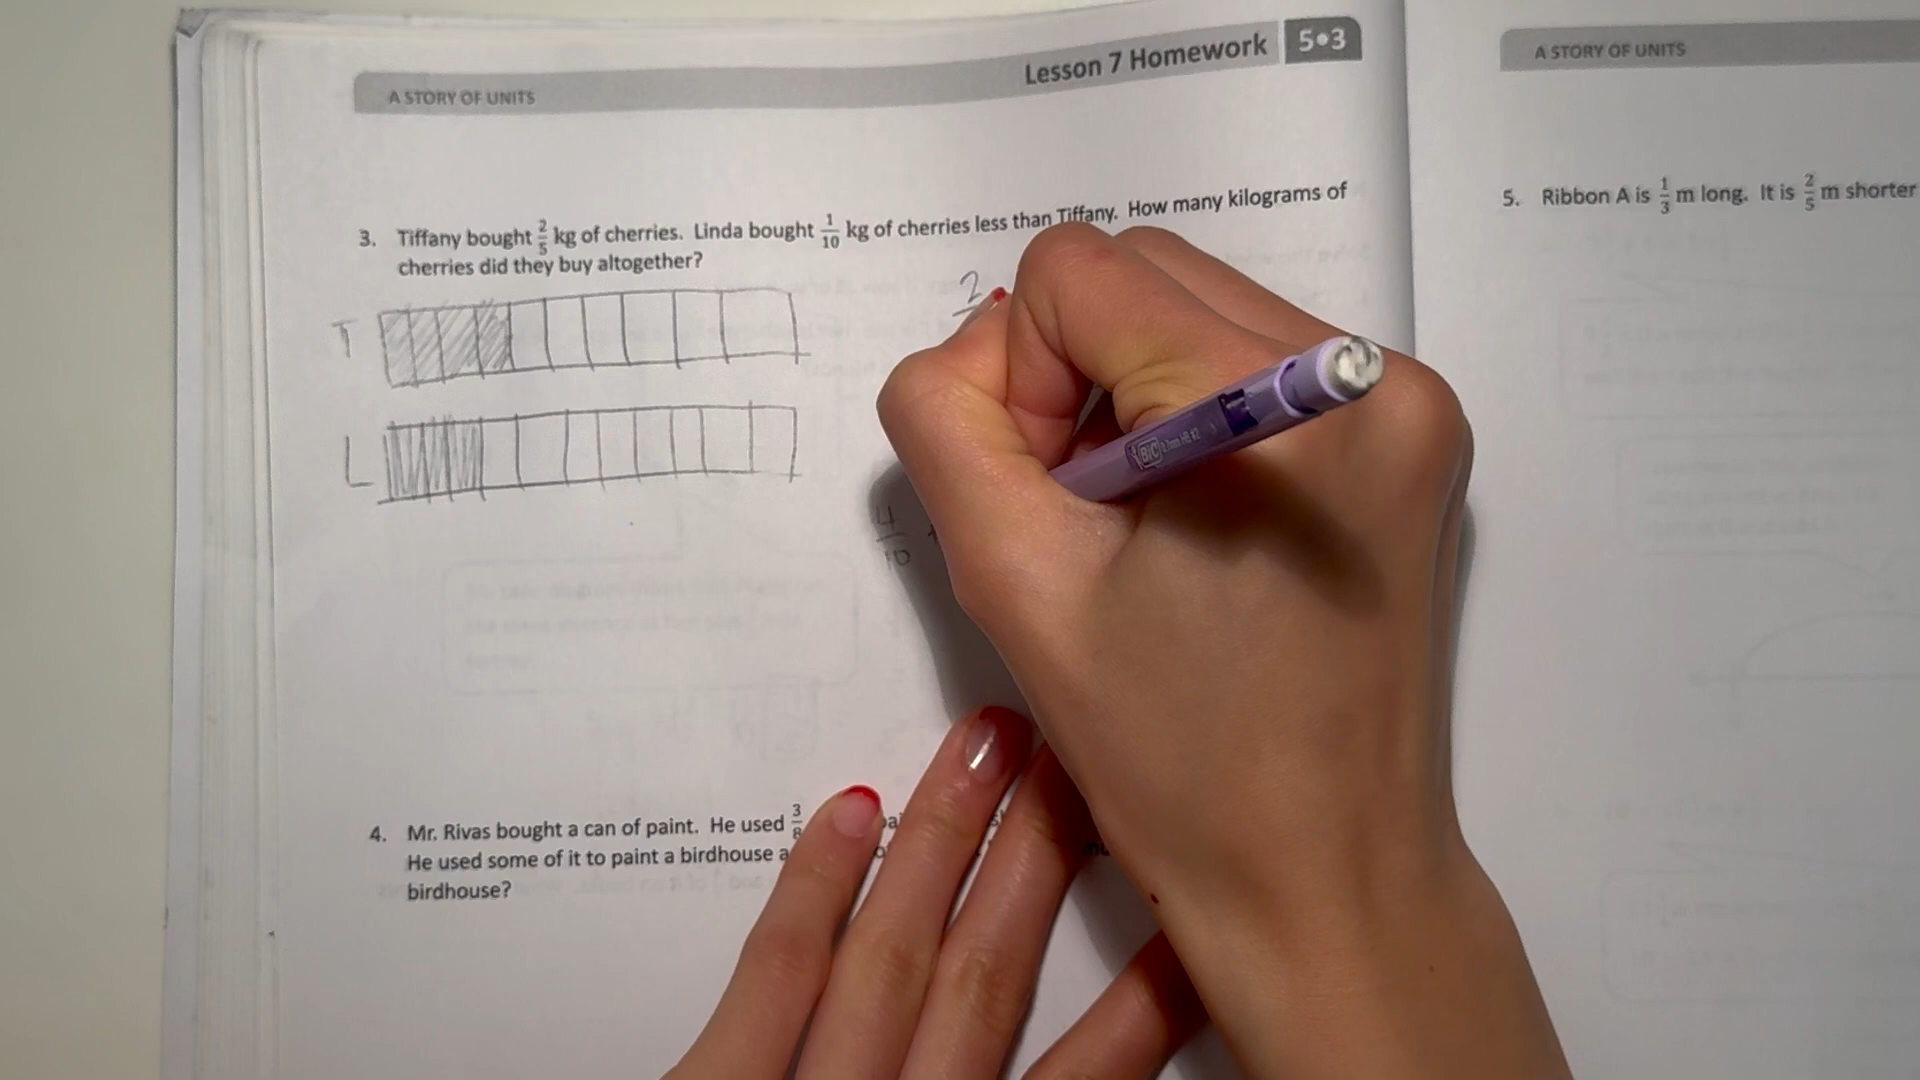 A STORY OF UNITS
Lesson 7 Homework 5•3
3. Tiffany bought 2/5 kg of cherries. Linda bought 1/10 kg of cherries less than Tiffany. How many kilograms of
cherries did they buy altogether?
T
2
L
4/10 +
4. Mr. Rivas bought a can of paint. He used 3/8
He used some of it to paint a birdhouse
birdhouse?
A STORY OF UNITS
5. Ribbon A is 1/3 m long. It is 2/5 m shorter